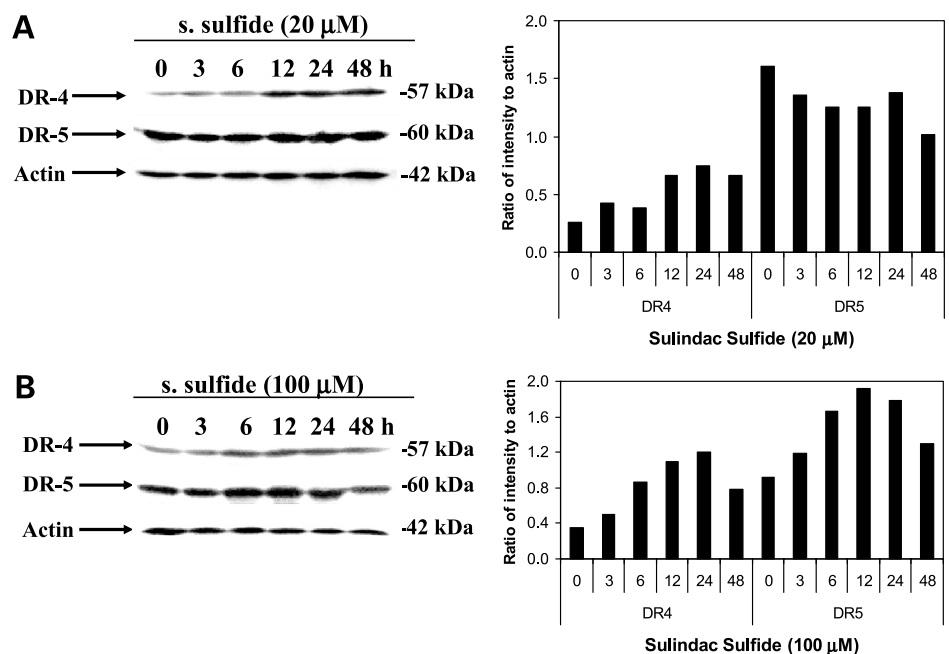 A
s. sulfide (20 μM)
0 3 6 12 24 48 h
DR-4 -57 kDa
DR-5 -60 kDa
Actin -42 kDa
Ratio of intensity to actin
2.0
1.5
1.0
0.5
0.0
0 3 6 12 24 48 0 3 6 12 24 48
DR4 DR5
Sulindac Sulfide (20 μM)
B
s. sulfide (100 μM)
0 3 6 12 24 48 h
DR-4 -57 kDa
DR-5 -60 kDa
Actin -42 kDa
Ratio of intensity to actin
2.0
1.6
1.2
0.8
0.4
0.0
0 3 6 12 24 48 0 3 6 12 24 48
DR4 DR5
Sulindac Sulfide (100 μM)